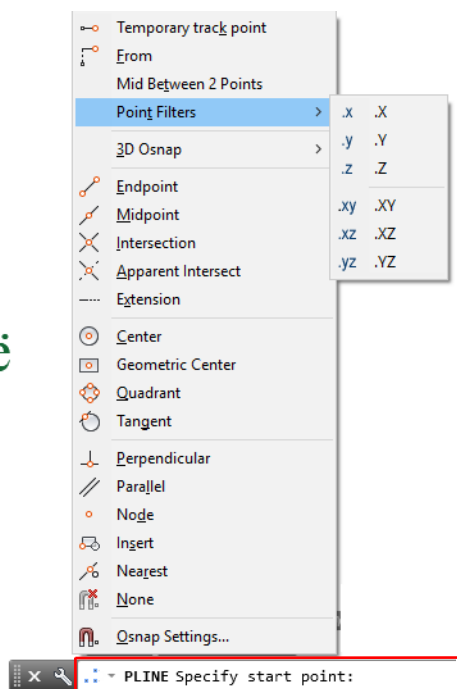 Temporary track point
From
Mid Between 2 Points
Point Filters
3D Osnap
Endpoint
Midpoint
Intersection
Apparent Intersect
Extension
Center
Geometric Center
Quadrant
Tangent
Perpendicular
Parallel
Node
Insert
Nearest
None
Osnap Settings...
.x .X
.y .Y
.z .Z
.xy .XY
.xz .XZ
.yz .YZ
ë
PLINE Specify start point: